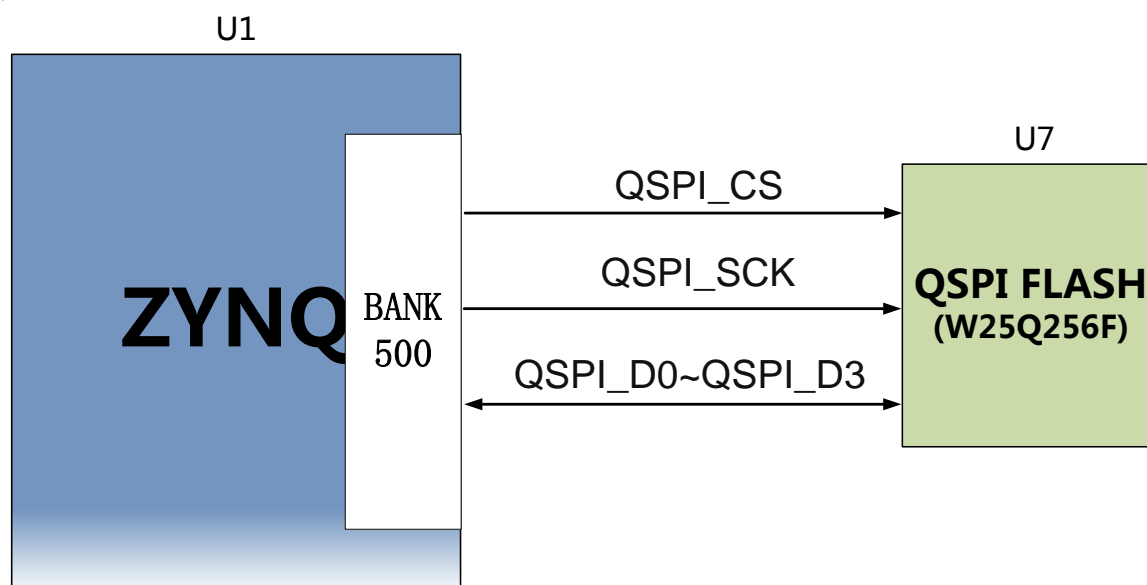 U1
U7
QSPI_CS
QSPI_SCK
QSPI_D0~QSPI_D3
ZYNQ
BANK
500
QSPI FLASH
(W25Q256F)